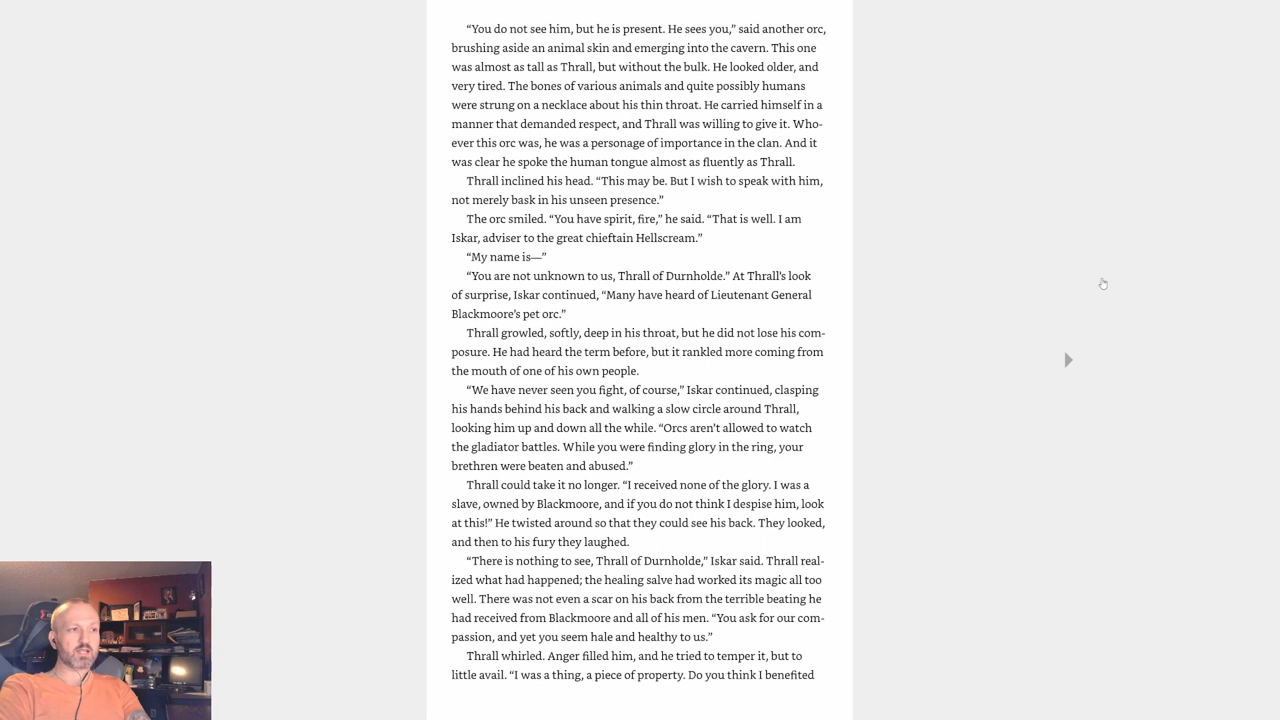 “You do not see him, but he is present. He sees you,” said another orc,
brushing aside an animal skin and emerging into the cavern. This one
was almost as tall as Thrall, but without the bulk. He looked older, and
very tired. The bones of various animals and quite possibly humans
were strung on a necklace about his thin throat. He carried himself in a
manner that demanded respect, and Thrall was willing to give it. Who-
ever this orc was, he was a personage of importance in the clan. And it
was clear he spoke the human tongue almost as fluently as Thrall.
Thrall inclined his head. “This may be. But I wish to speak with him,
not merely bask in his unseen presence.”
The orc smiled. “You have spirit, fire,” he said. “That is well. I am
Iskar, adviser to the great chieftain Hellscream.”
“My name is—”
“You are not unknown to us, Thrall of Durnholde.” At Thrall’s look
of surprise, Iskar continued, “Many have heard of Lieutenant General
Blackmoore’s pet orc.”
Thrall growled, softly, deep in his throat, but he did not lose his com-
posure. He had heard the term before, but it rankled more coming from
the mouth of one of his own people.
“We have never seen you fight, of course,” Iskar continued, clasping
his hands behind his back and walking a slow circle around Thrall,
looking him up and down all the while. “Orcs aren’t allowed to watch
the gladiator battles. While you were finding glory in the ring, your
brethren were beaten and abused.”
Thrall could take it no longer. “I received none of the glory. I was a
slave, owned by Blackmoore, and if you do not think I despise him, look
at this!” He twisted around so that they could see his back. They looked,
and then to his fury they laughed.
“There is nothing to see, Thrall of Durnholde,” Iskar said. Thrall real-
ized what had happened; the healing salve had worked its magic all too
well. There was not even a scar on his back from the terrible beating he
had received from Blackmoore and all of his men. “You ask for our com-
passion, and yet you seem hale and healthy to us.”
Thrall whirled. Anger filled him, and he tried to temper it, but to
little avail. “I was a thing, a piece of property. Do you think I benefited